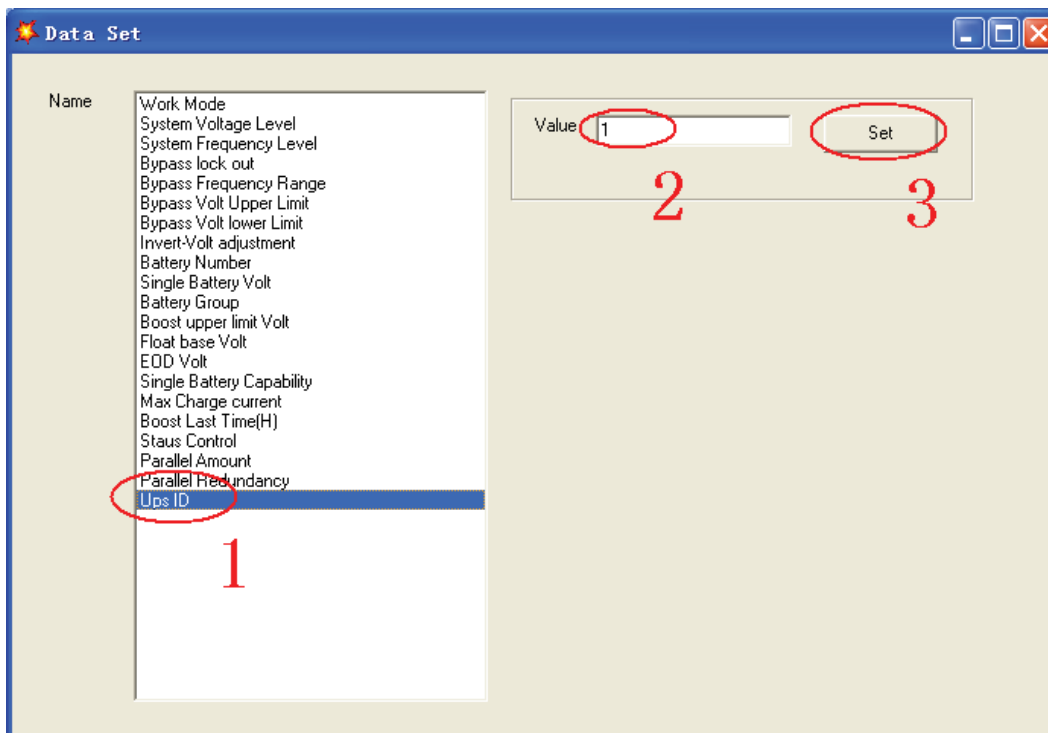 Data Set
Name
Work Mode
System Voltage Level
System Frequency Level
Bypass lock out
Bypass Frequency Range
Bypass Volt Upper Limit
Bypass Volt lower Limit
Invert-Volt adjustment
Battery Number
Single Battery Volt
Battery Group
Boost upper limit Volt
Float base Volt
EOD Volt
Single Battery Capability
Max Charge current
Boost Last Time(H)
Staus Control
Parallel Amount
Parallel Redundancy
Ups ID
1
Value 1
Set
2
3